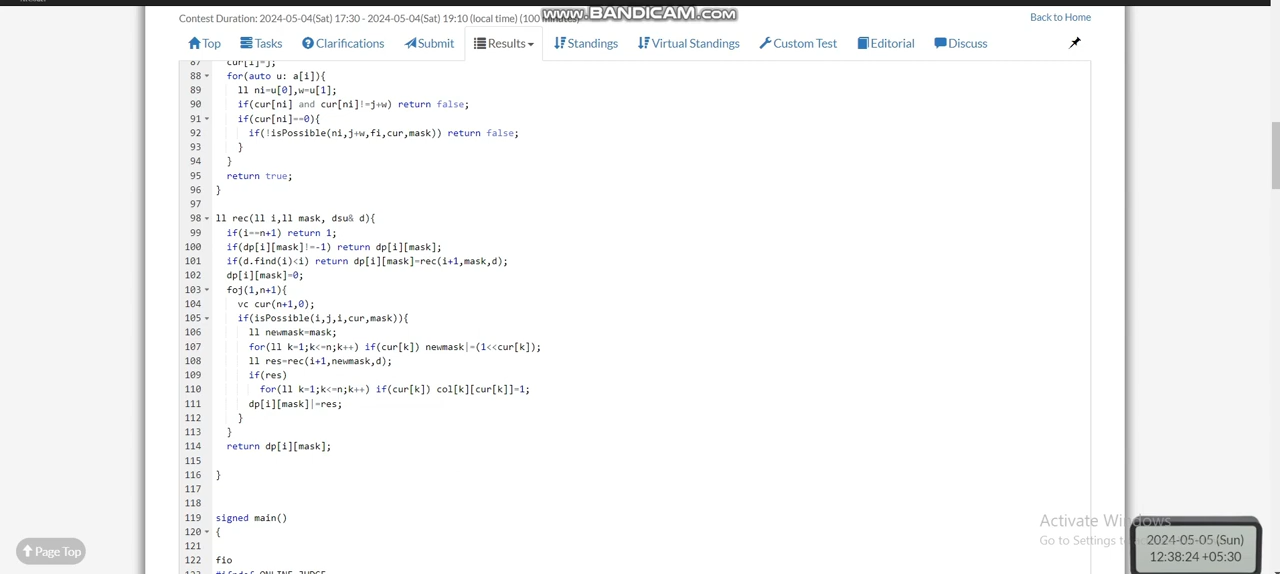 Contest Duration: 2024-05-04(Sat) 17:30 - 2024-05-04(Sat) 19:10 (local time) (100 minutes)
www.BANDICAM.com
Back to Home
Top Tasks Clarifications Submit Results Standings Virtual Standings Custom Test Editorial Discuss
87 cur[i]=j;
88 for(auto u: a[i]){
89 ll ni=u[0],w=u[1];
90 if(cur[ni] and cur[ni]!=j+w) return false;
91 if(cur[ni]==0){
92 if(!isPossible(ni,j+w,fi,cur,mask)) return false;
93 }
94 }
95 return true;
96 }
97
98 ll rec(ll i,ll mask, dsu& d){
99 if(i==n+1) return 1;
100 if(dp[i][mask]!=-1) return dp[i][mask];
101 if(d.find(i)<i) return dp[i][mask]=rec(i+1,mask,d);
102 dp[i][mask]=0;
103 foj(1,n+1){
104 vc cur(n+1,0);
105 if(isPossible(i,j,i,cur,mask)){
106 ll newmask=mask;
107 for(ll k=1;k<=n;k++) if(cur[k]) newmask|=(1<<cur[k]);
108 ll res=rec(i+1,newmask,d);
109 if(res)
110 for(ll k=1;k<=n;k++) if(cur[k]) col[k][cur[k]]=1;
111 dp[i][mask]|=res;
112 }
113 }
114 return dp[i][mask];
115
116 }
117
118
119 signed main()
120 {
121
122 fio
123 #ifndef ONLINE_JUDGE
Page Top
Activate Windows
Go to Settings to
2024-05-05 (Sun)
12:38:24 +05:30